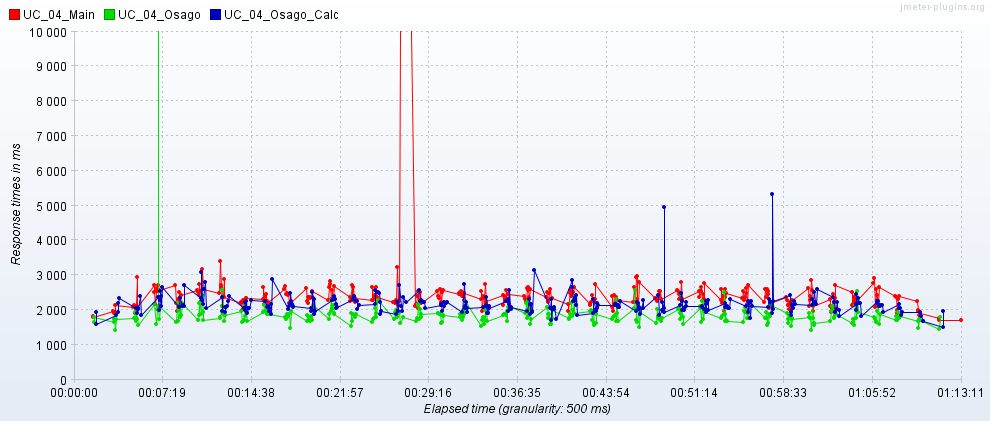 UC_04_Main UC_04_Osago UC_04_Osago_Calc
jmeter-plugins.org
10 000
9 000
8 000
7 000
6 000
5 000
4 000
3 000
2 000
1 000
0
Response times in ms
00:00:00 00:07:19 00:14:38 00:21:57 00:29:16 00:36:35 00:43:54 00:51:14 00:58:33 01:05:52 01:13:11
Elapsed time (granularity: 500 ms)